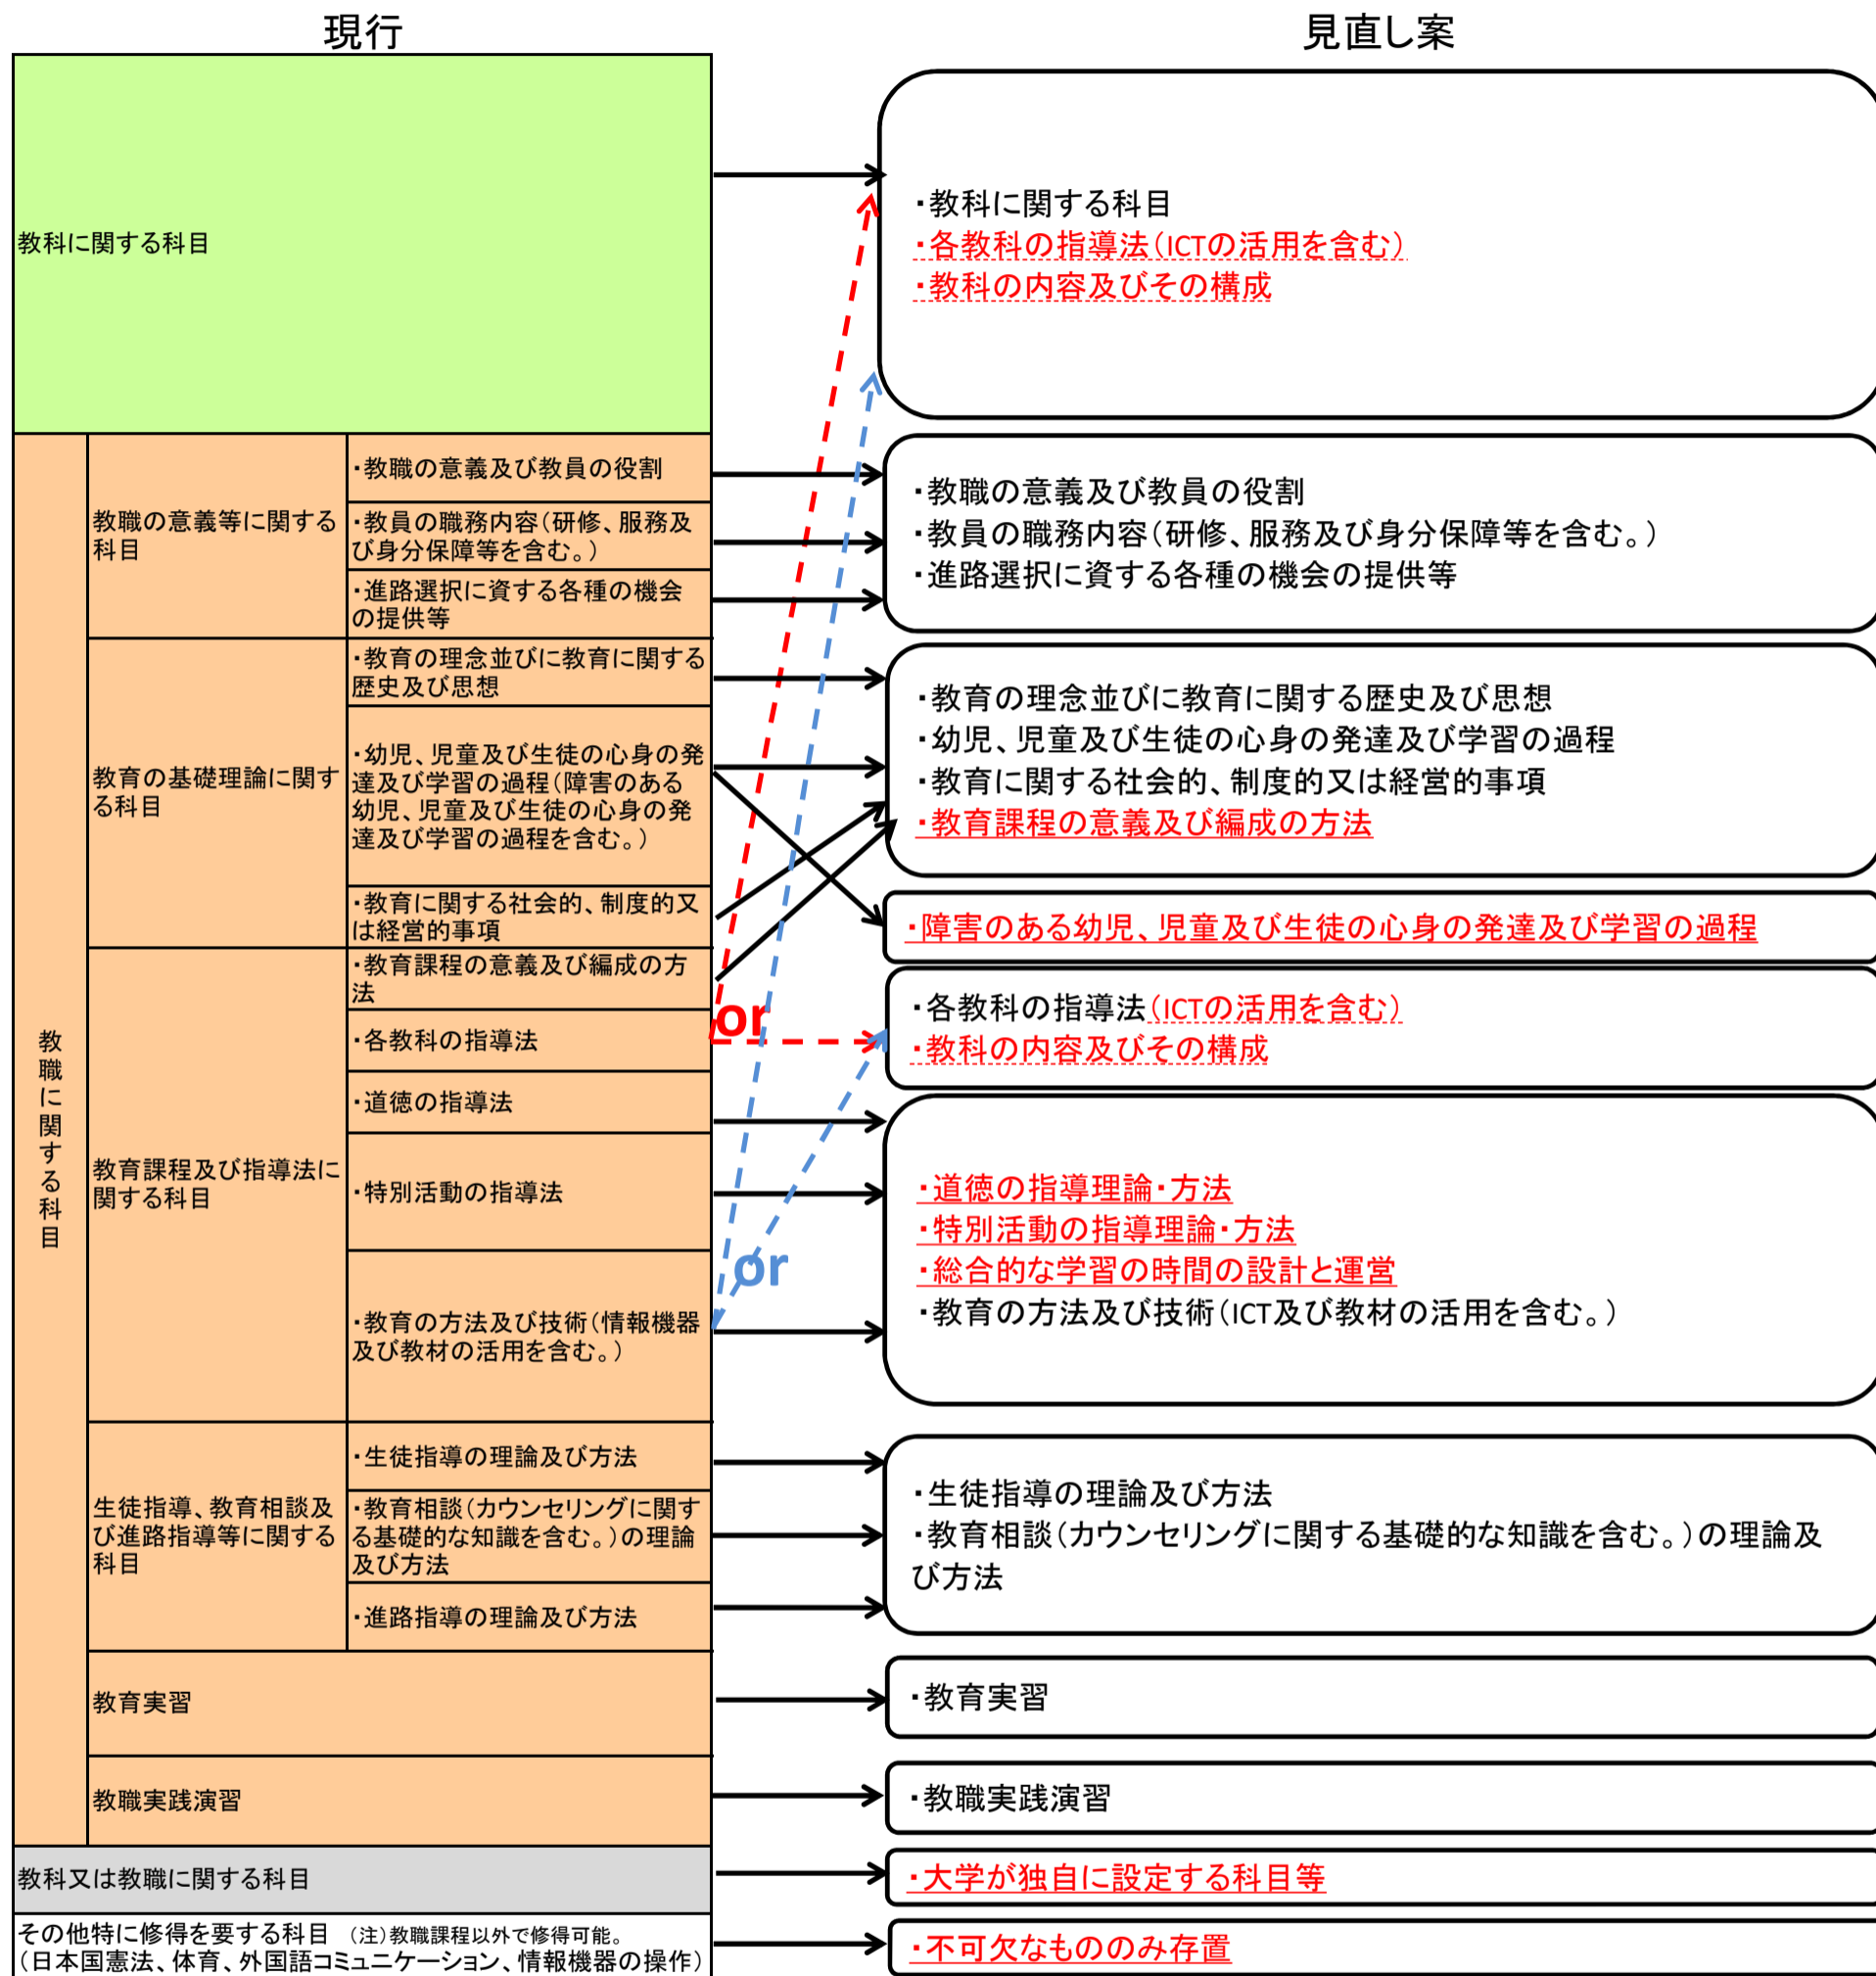 現行
見直し案
教科に関する科目
・教科に関する科目
・各教科の指導法（ICTの活用を含む）
・教科の内容及びその構成
教職に関する科目
教職の意義等に関する
科目
・教職の意義及び教員の役割
・教員の職務内容（研修、服務及
び身分保障等を含む。）
・進路選択に資する各種の機会
の提供等
・教職の意義及び教員の役割
・教員の職務内容（研修、服務及び身分保障等を含む。）
・進路選択に資する各種の機会の提供等
教育の基礎理論に関す
る科目
・教育の理念並びに教育に関する
歴史及び思想
・幼児、児童及び生徒の心身の発
達及び学習の過程（障害のある
幼児、児童及び生徒の心身の発
達及び学習の過程を含む。）
・教育に関する社会的、制度的又
は経営的事項
・教育の理念並びに教育に関する歴史及び思想
・幼児、児童及び生徒の心身の発達及び学習の過程
・教育に関する社会的、制度的又は経営的事項
・教育課程の意義及び編成の方法
・障害のある幼児、児童及び生徒の心身の発達及び学習の過程
教育課程及び指導法に
関する科目
・教育課程の意義及び編成の方
法
・各教科の指導法
・道徳の指導法
・特別活動の指導法
・教育の方法及び技術（情報機器
及び教材の活用を含む。）
or
or
・各教科の指導法（ICTの活用を含む）
・教科の内容及びその構成
・道徳の指導理論・方法
・特別活動の指導理論・方法
・総合的な学習の時間の設計と運営
・教育の方法及び技術（ICT及び教材の活用を含む。）
生徒指導、教育相談及
び進路指導等に関する
科目
・生徒指導の理論及び方法
・教育相談（カウンセリングに関す
る基礎的な知識を含む。）の理論
及び方法
・進路指導の理論及び方法
・生徒指導の理論及び方法
・教育相談（カウンセリングに関する基礎的な知識を含む。）の理論及
び方法
教育実習
・教育実習
教職実践演習
・教職実践演習
教科又は教職に関する科目
・大学が独自に設定する科目等
その他特に修得を要する科目　（注）教職課程以外で修得可能。
（日本国憲法、体育、外国語コミュニケーション、情報機器の操作）
・不可欠なもののみ存置